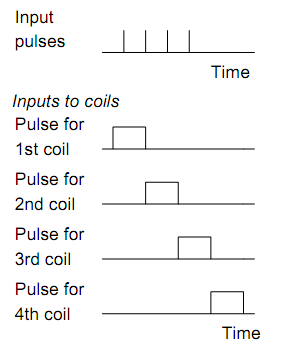 Input
pulses
Time
Inputs to coils
Pulse for
1st coil
Pulse for
2nd coil
Pulse for
3rd coil
Pulse for
4th coil
Time